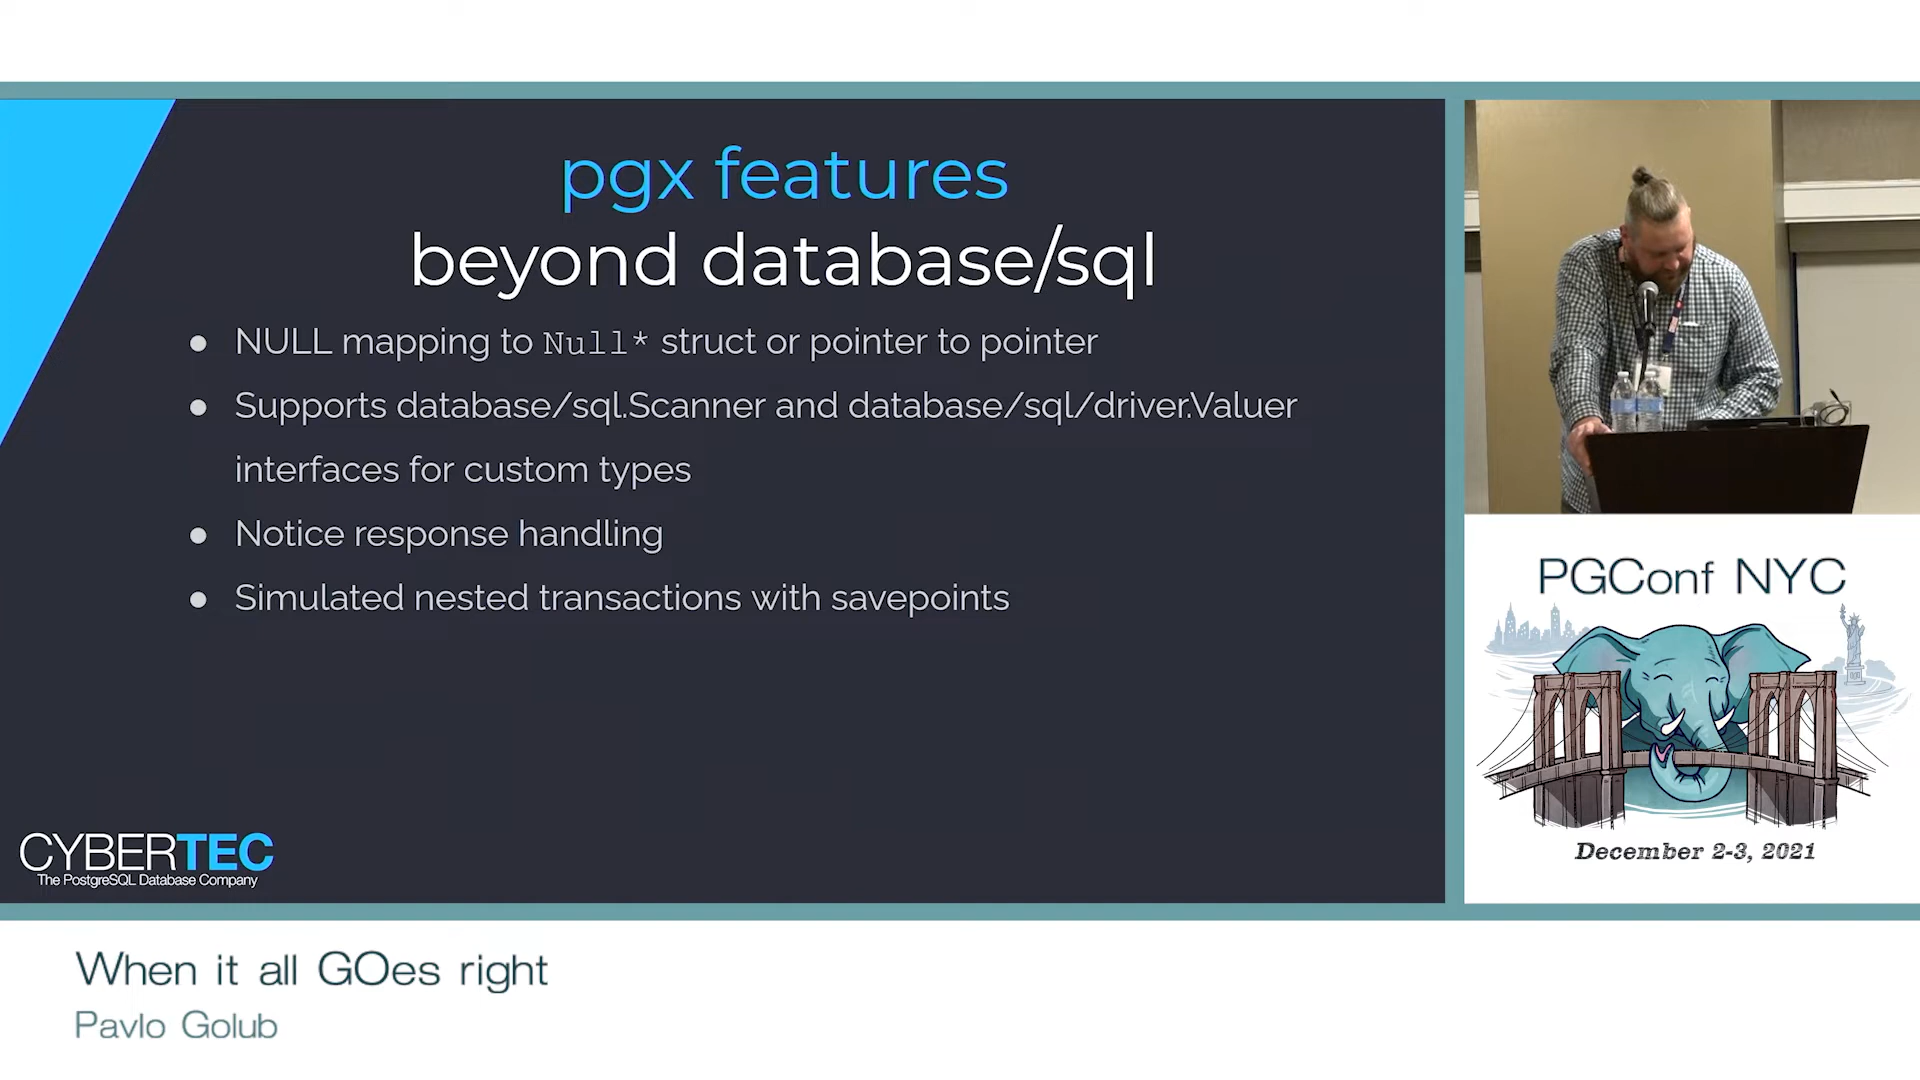 pgx features
beyond database/sql
● NULL mapping to Null* struct or pointer to pointer
● Supports database/sql.Scanner and database/sql/driver.Valuer
interfaces for custom types
● Notice response handling
● Simulated nested transactions with savepoints
CYBERTEC
The PostgreSQL Database Company
PGConf NYC
December 2-3, 2021
When it all GOes right
Pavlo Golub